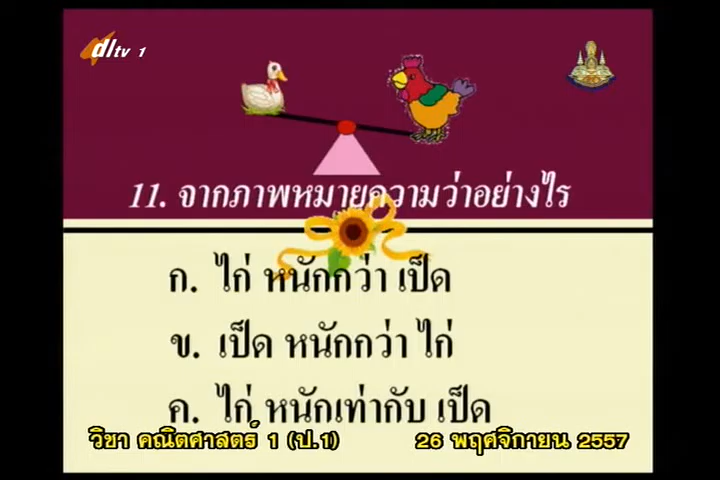 dltv 1
11. จากภาพหมายความว่าอย่างไร
ก. ไก่ หนักกว่า เป็ด
ข. เป็ด หนักกว่า ไก่
ค. ไก่ หนักเท่ากับ เป็ด
วิชา คณิตศาสตร์ 1 (ป.1) 26 พฤศจิกายน 2557